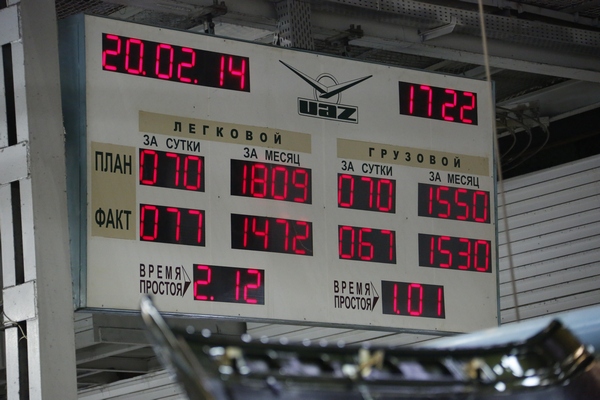 20.02.14
UAZ
17 22
ЛЕГКОВОЙ
ГРУЗОВОЙ
ЗА СУТКИ ЗА МЕСЯЦ
ЗА СУТКИ ЗА МЕСЯЦ
ПЛАН 070 1809 070 1550
ФАКТ 077 1472 067 1530
ВРЕМЯ ПРОСТОЯ 2.12
ВРЕМЯ ПРОСТОЯ 1.01